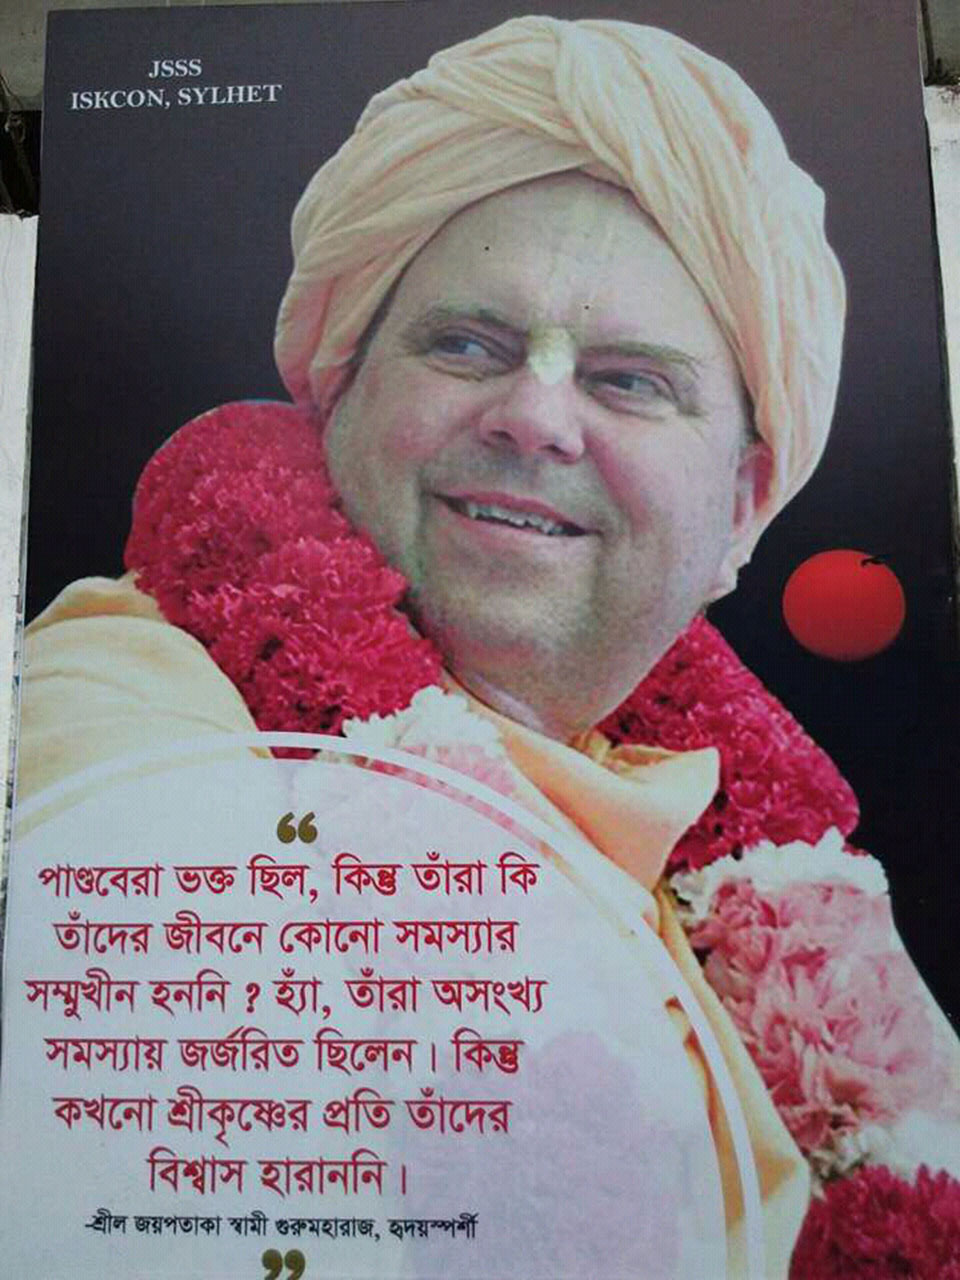 JSSS
ISKCON, SYLHET
“
পাণ্ডবেরা ভক্ত ছিল, কিন্তু তাঁরা কি
তাঁদের জীবনে কোনো সমস্যার
সম্মুখীন হননি ? হ্যাঁ, তাঁরা অসংখ্য
সমস্যায় জর্জরিত ছিলেন। কিন্তু
কখনো শ্রীকৃষ্ণের প্রতি তাঁদের
বিশ্বাস হারাননি।
-শ্রীল জয়পতাকা স্বামী গুরুমহারাজ, হৃদয়স্পর্শী
”